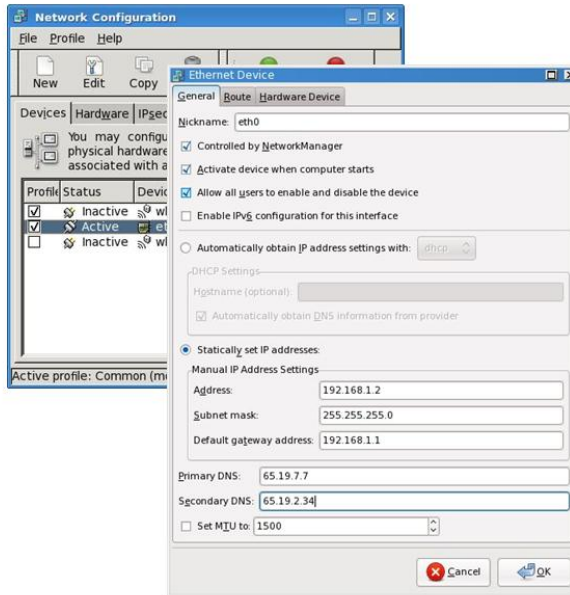 Network Configuration
File Profile Help
New Edit Copy
Devices Hardware IPsec
You may configu
physical hardware
associated with a
Profile Status Devic
Inactive wl
Active et
Inactive wl
Active profile: Common (mo
Ethernet Device
General Route Hardware Device
Nickname: eth0
Controlled by NetworkManager
Activate device when computer starts
Allow all users to enable and disable the device
Enable IPv6 configuration for this interface
Automatically obtain IP address settings with: dhcp
DHCP Settings
Hostname (optional):
Automatically obtain DNS information from provider
Statically set IP addresses:
Manual IP Address Settings
Address: 192.168.1.2
Subnet mask: 255.255.255.0
Default gateway address: 192.168.1.1
Primary DNS: 65.19.7.7
Secondary DNS: 65.19.2.34
Set MTU to: 1500
Cancel OK